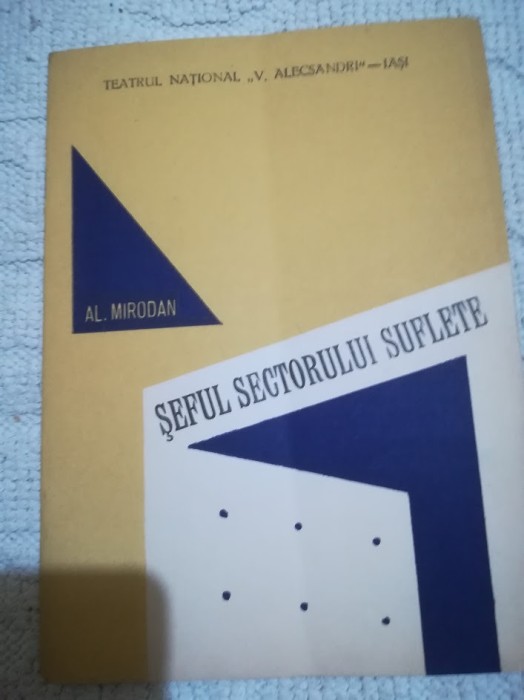 TEATRUL NAȚIONAL „V. ALECSANDRI" — IAȘI
AL. MIRODAN
ȘEFUL SECTORULUI SUFLETE